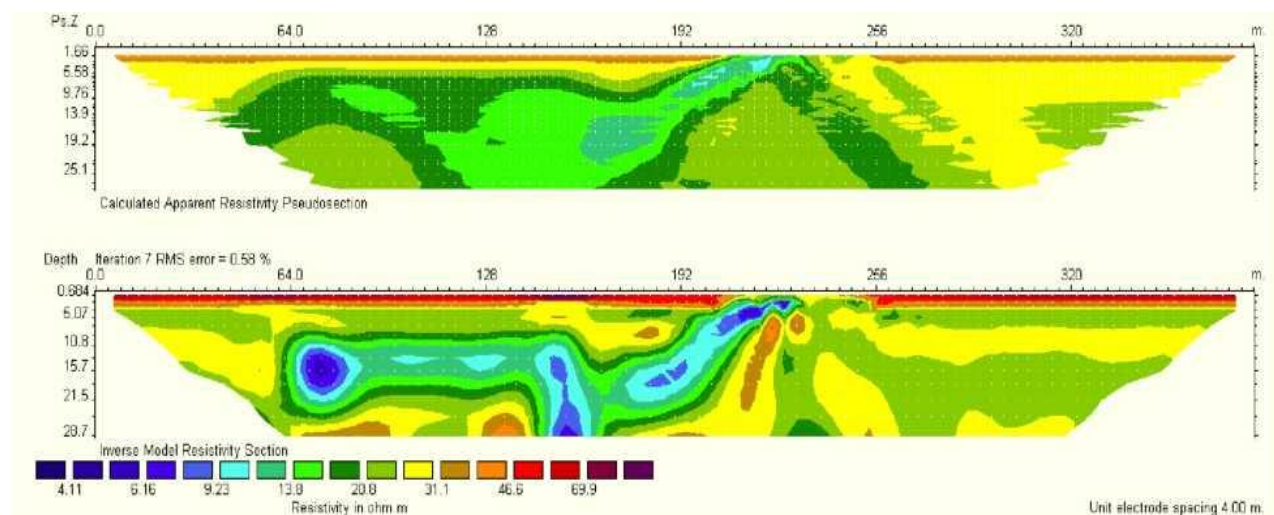 Ps.Z 0.0 64.0 128 192 256 320 m.
1.66
6.58
9.76
13.9
19.2
25.1
Calculated Apparent Resistivity Pseudosection
Depth Iteration 7 RMS error = 0.58 %
0.0 64.0 128 192 256 320 m.
0.684
5.07
10.8
15.7
21.5
28.7
Inverse Model Resistivity Section
4.11 6.16 9.23 13.8 20.8 31.1 46.6 69.9
Resistivity in ohm m Unit electrode spacing 4.00 m.